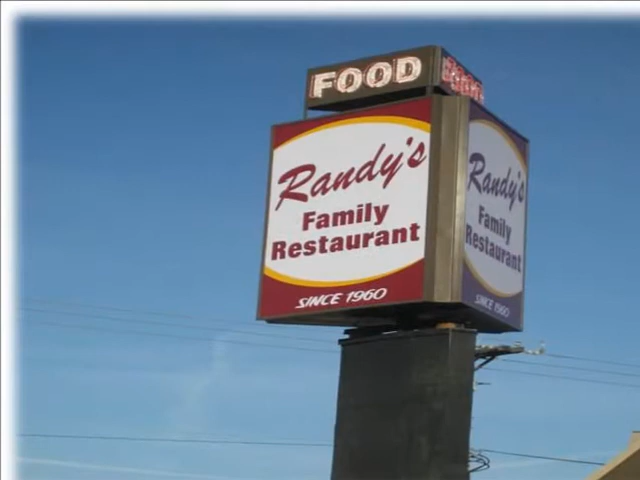 FOOD
Randy's
Family
Restaurant
SINCE 1960
Randy's
Family
Restaurant
SINCE 1960